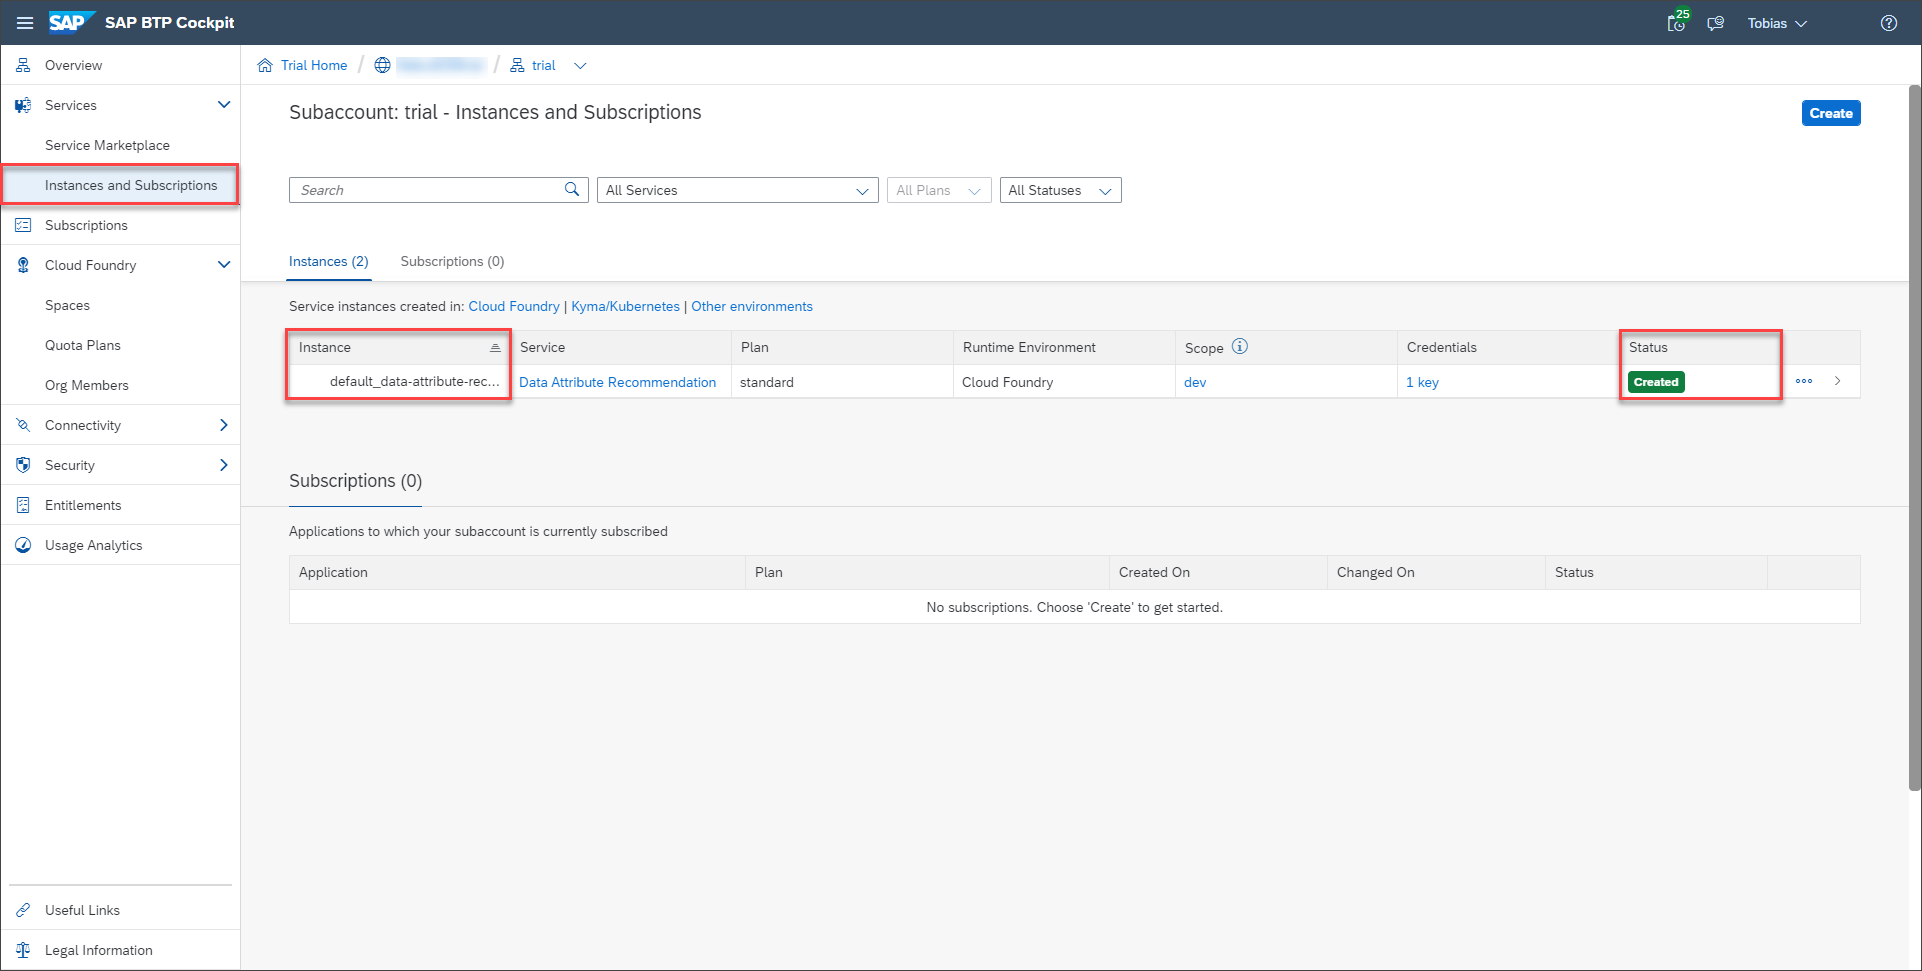 SAP SAP BTP Cockpit
25
Tobias
Overview
Services
Service Marketplace
Instances and Subscriptions
Subscriptions
Cloud Foundry
Spaces
Quota Plans
Org Members
Connectivity
Security
Entitlements
Usage Analytics
Useful Links
Legal Information
Trial Home / / trial
Subaccount: trial - Instances and Subscriptions
Create
Search
All Services
All Plans
All Statuses
Instances (2) Subscriptions (0)
Service instances created in: Cloud Foundry | Kyma/Kubernetes | Other environments
Instance Service Plan Runtime Environment Scope Credentials Status
default_data-attribute-rec... Data Attribute Recommendation standard Cloud Foundry dev 1 key Created
Subscriptions (0)
Applications to which your subaccount is currently subscribed
Application Plan Created On Changed On Status
No subscriptions. Choose 'Create' to get started.